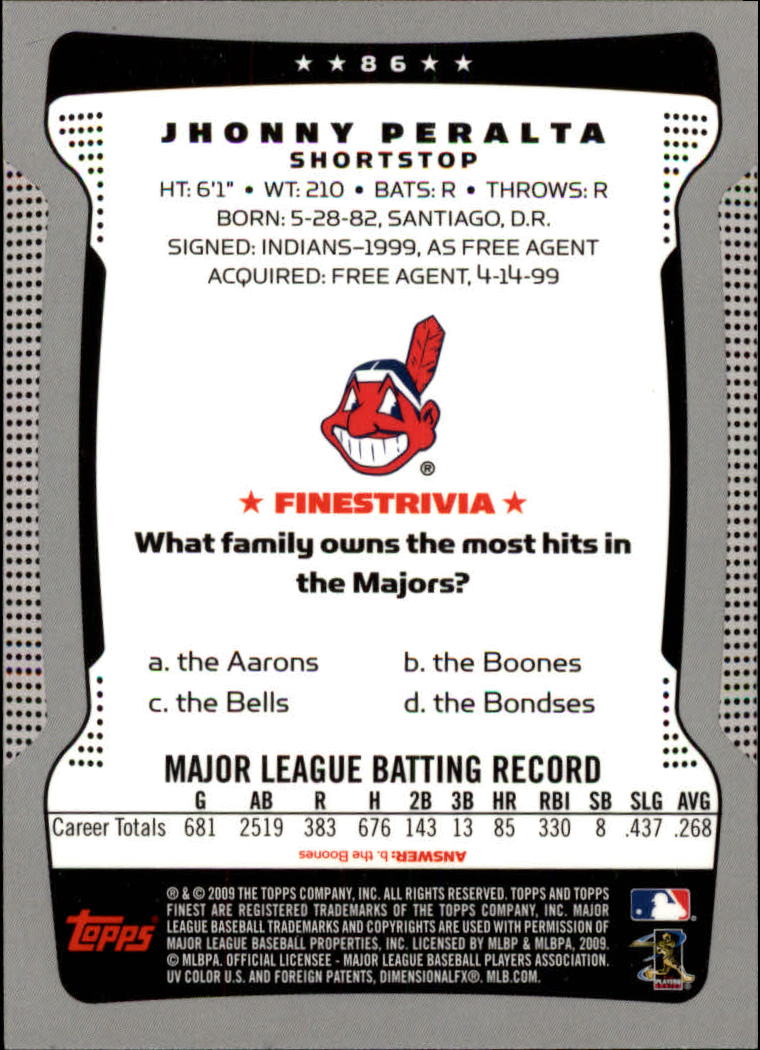 ★ ★ 86 ★ ★
JHONNY PERALTA
SHORTSTOP
HT: 6'1" • WT: 210 • BATS: R • THROWS: R
BORN: 5-28-82, SANTIAGO, D.R.
SIGNED: INDIANS–1999, AS FREE AGENT
ACQUIRED: FREE AGENT, 4-14-99
®
★ FINESTRIVIA ★
What family owns the most hits in
the Majors?
a. the Aarons b. the Boones
c. the Bells d. the Bondses
MAJOR LEAGUE BATTING RECORD
G AB R H 2B 3B HR RBI SB SLG AVG
Career Totals 681 2519 383 676 143 13 85 330 8 .437 .268
ANSWER: b. the Boones
® & © 2009 THE TOPPS COMPANY, INC. ALL RIGHTS RESERVED. TOPPS AND TOPPS
FINEST ARE REGISTERED TRADEMARKS OF THE TOPPS COMPANY, INC. MAJOR
LEAGUE BASEBALL TRADEMARKS AND COPYRIGHTS ARE USED WITH PERMISSION OF
MAJOR LEAGUE BASEBALL PROPERTIES, INC. LICENSED BY MLBP & MLBPA, 2009.
© MLBPA. OFFICIAL LICENSEE - MAJOR LEAGUE BASEBALL PLAYERS ASSOCIATION.
UV COLOR U.S. AND FOREIGN PATENTS, DIMENSIONALFX®. MLB.COM.
Topps